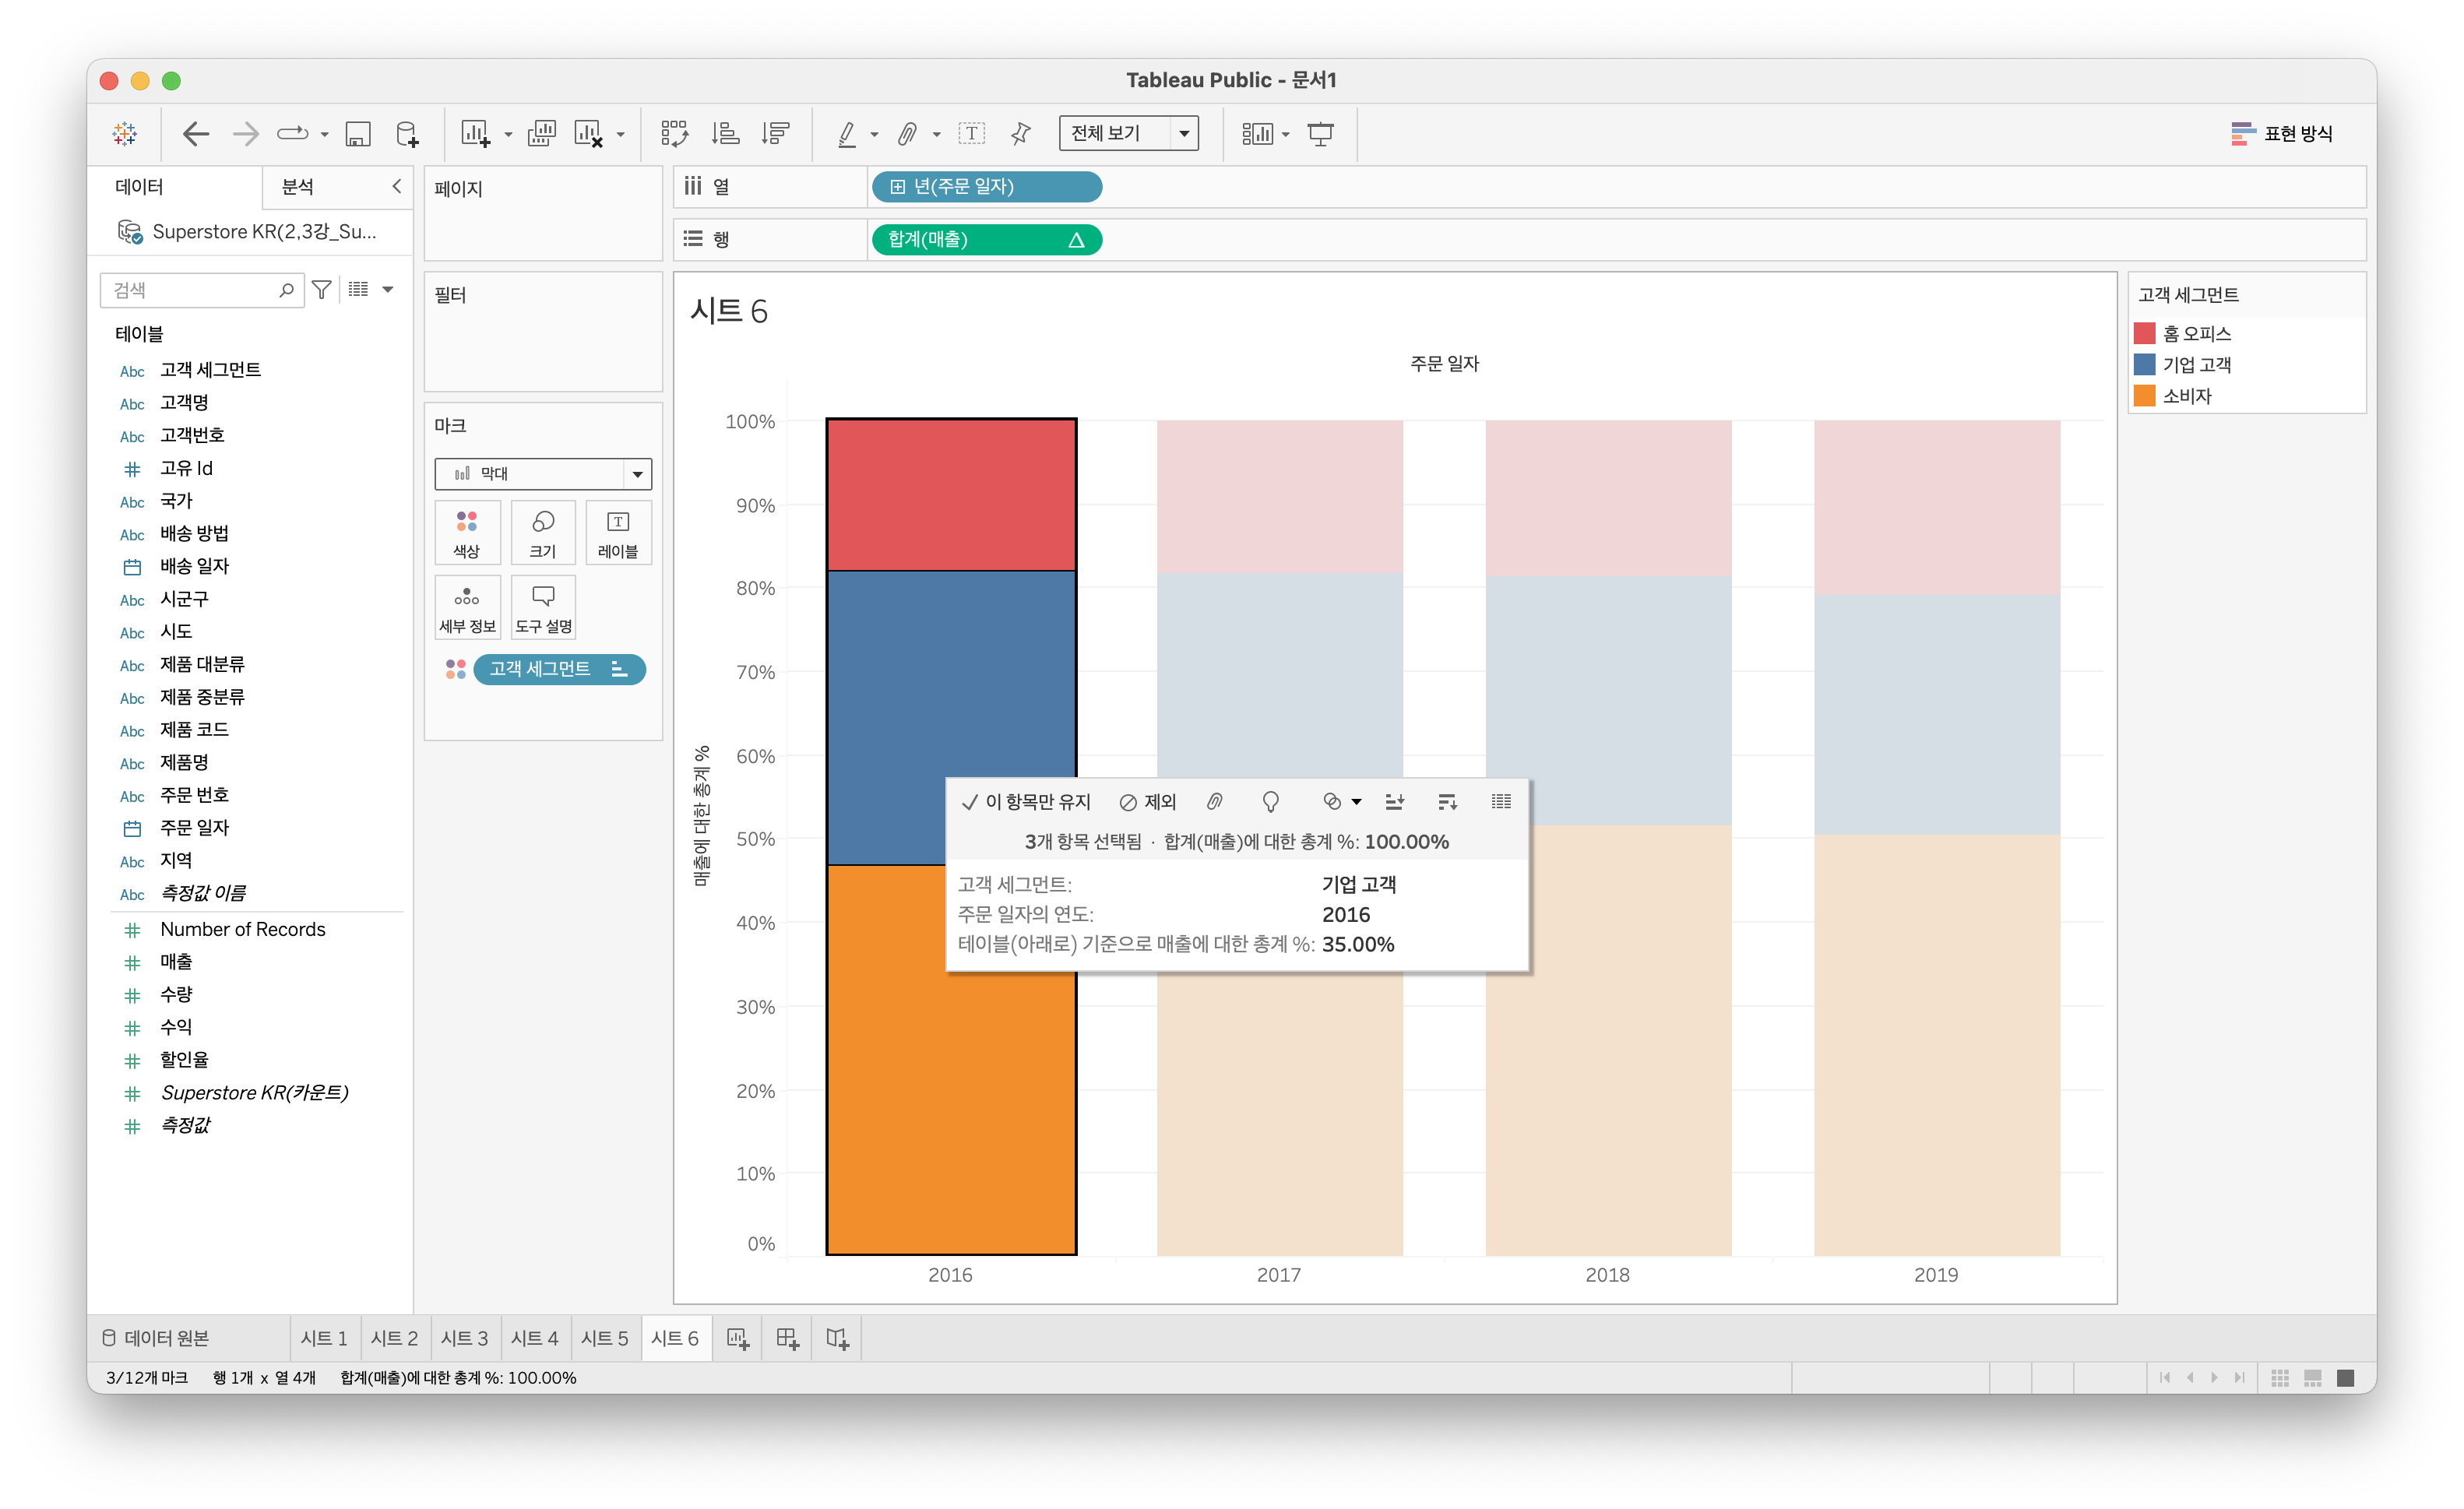 Tableau Public - 문서1
전체 보기
표현 방식
데이터
분석
Superstore KR(2,3강_Su...
검색
테이블
Abc 고객 세그먼트
Abc 고객명
Abc 고객번호
고유 Id
Abc 국가
Abc 배송 방법
배송 일자
Abc 시군구
Abc 시도
Abc 제품 대분류
Abc 제품 중분류
Abc 제품 코드
Abc 제품명
Abc 주문 번호
주문 일자
Abc 지역
Abc 측정값 이름
Number of Records
매출
수량
수익
할인율
Superstore KR(카운트)
측정값
페이지
필터
마크
막대
색상
크기
레이블
세부 정보
도구 설명
고객 세그먼트
열
년(주문 일자)
행
합계(매출)
시트 6
주문 일자
매출에 대한 총계 %
100%
90%
80%
70%
60%
50%
40%
30%
20%
10%
0%
2016
2017
2018
2019
이 항목만 유지
제외
3개 항목 선택됨 · 합계(매출)에 대한 총계 %: 100.00%
고객 세그먼트: 기업 고객
주문 일자의 연도: 2016
테이블(아래로) 기준으로 매출에 대한 총계 %: 35.00%
고객 세그먼트
홈 오피스
기업 고객
소비자
데이터 원본
시트 1
시트 2
시트 3
시트 4
시트 5
시트 6
3/12개 마크
행 1개 x 열 4개
합계(매출)에 대한 총계 %: 100.00%